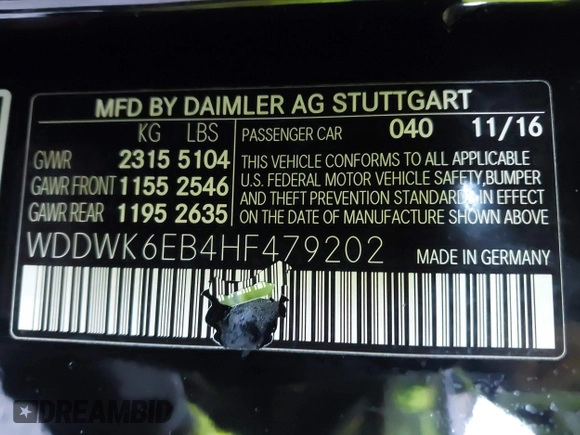 MFD BY DAIMLER AG STUTTGART
KG LBS
GVWR 2315 5104
GAWR FRONT 1155 2546
GAWR REAR 1195 2635
PASSENGER CAR 040 11/16
THIS VEHICLE CONFORMS TO ALL APPLICABLE
U.S. FEDERAL MOTOR VEHICLE SAFETY,BUMPER
AND THEFT PREVENTION STANDARDS IN EFFECT
ON THE DATE OF MANUFACTURE SHOWN ABOVE
WDDWK6EB4HF479202
MADE IN GERMANY
DREAMBID